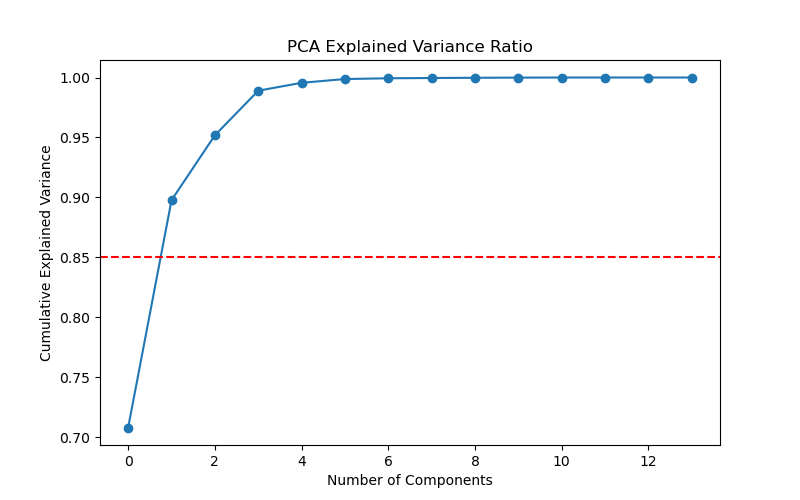 PCA Explained Variance Ratio
Cumulative Explained Variance
1.00
0.95
0.90
0.85
0.80
0.75
0.70
0 2 4 6 8 10 12
Number of Components